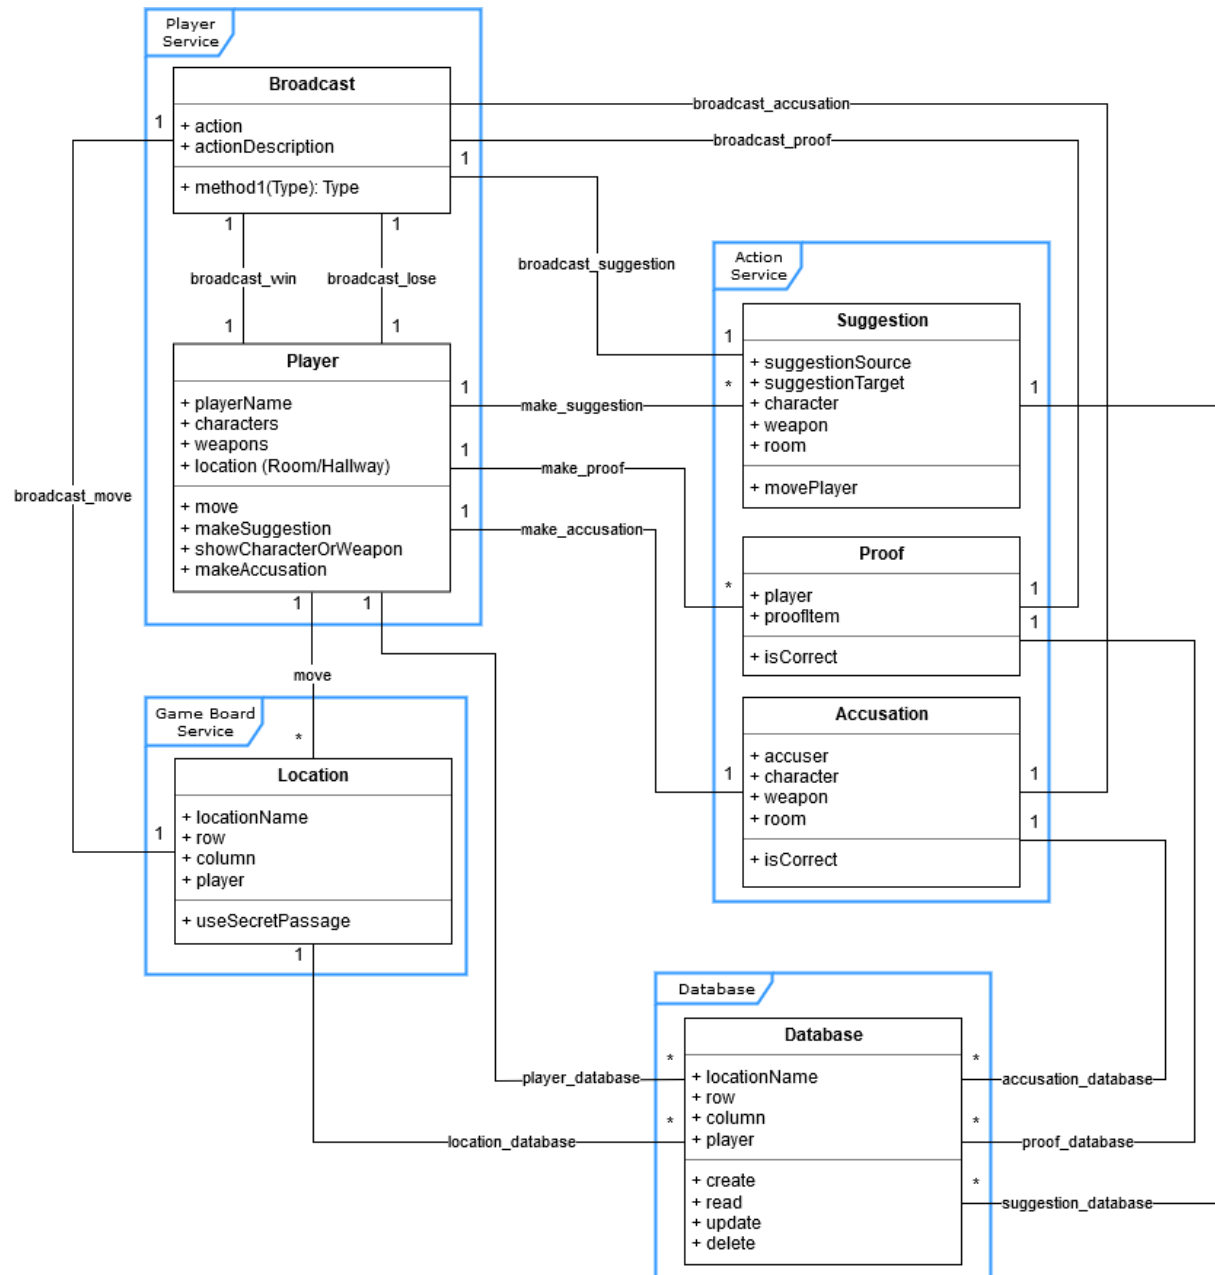 Player
Service
Broadcast
+ action
+ actionDescription
+ method1(Type): Type
1
1
1
1
broadcast_accusation
broadcast_proof
broadcast_suggestion
broadcast_win
broadcast_lose
1
1
Player
+ playerName
+ characters
+ weapons
+ location (Room/Hallway)
+ move
+ makeSuggestion
+ showCharacterOrWeapon
+ makeAccusation
1
1
1
1
1
make_suggestion
make_proof
make_accusation
broadcast_move
move
Action
Service
Suggestion
+ suggestionSource
+ suggestionTarget
+ character
+ weapon
+ room
+ movePlayer
1
*
1
Proof
+ player
+ proofItem
+ isCorrect
*
1
1
Accusation
+ accuser
+ character
+ weapon
+ room
+ isCorrect
1
1
1
Game Board
Service
*
Location
+ locationName
+ row
+ column
+ player
+ useSecretPassage
1
1
Database
Database
+ locationName
+ row
+ column
+ player
+ create
+ read
+ update
+ delete
*
*
*
*
*
player_database
location_database
accusation_database
proof_database
suggestion_database